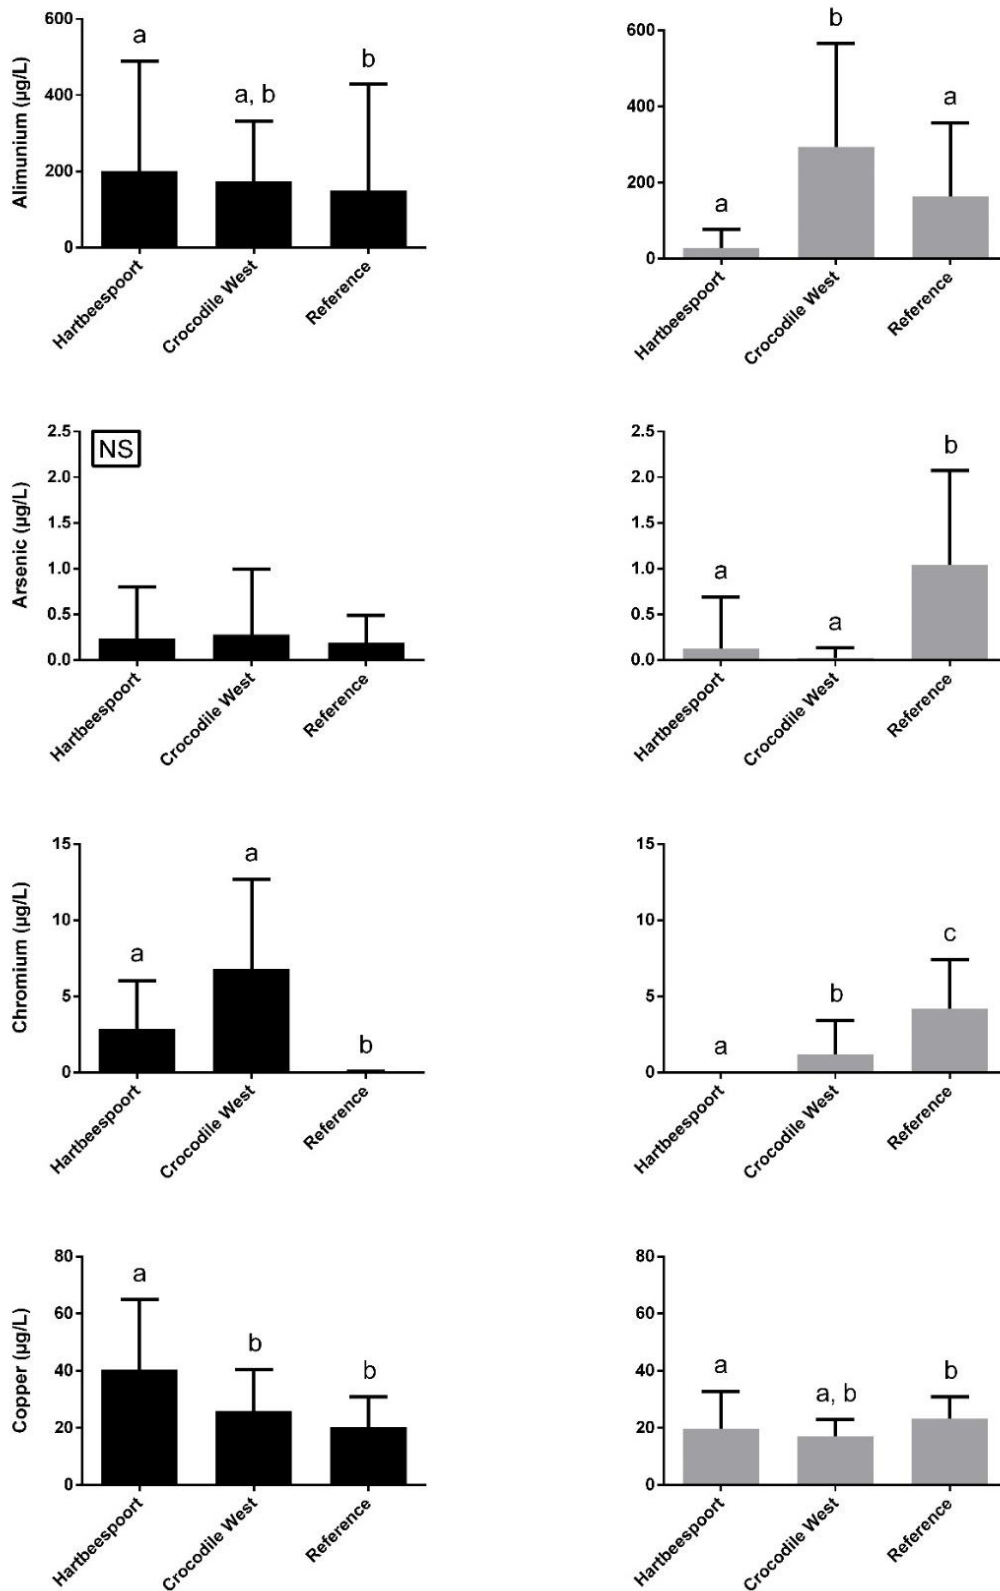 Alimunium (µg/L)
600
400
200
0
a
a, b
b
Hartbeespoort
Crocodile West
Reference
600
400
200
0
a
b
a
Hartbeespoort
Crocodile West
Reference
Arsenic (µg/L)
2.5
2.0
1.5
1.0
0.5
0.0
NS
Hartbeespoort
Crocodile West
Reference
2.5
2.0
1.5
1.0
0.5
0.0
a
a
b
Hartbeespoort
Crocodile West
Reference
Chromium (µg/L)
15
10
5
0
a
a
b
Hartbeespoort
Crocodile West
Reference
15
10
5
0
a
b
c
Hartbeespoort
Crocodile West
Reference
Copper (µg/L)
80
60
40
20
0
a
b
b
Hartbeespoort
Crocodile West
Reference
80
60
40
20
0
a
a, b
b
Hartbeespoort
Crocodile West
Reference